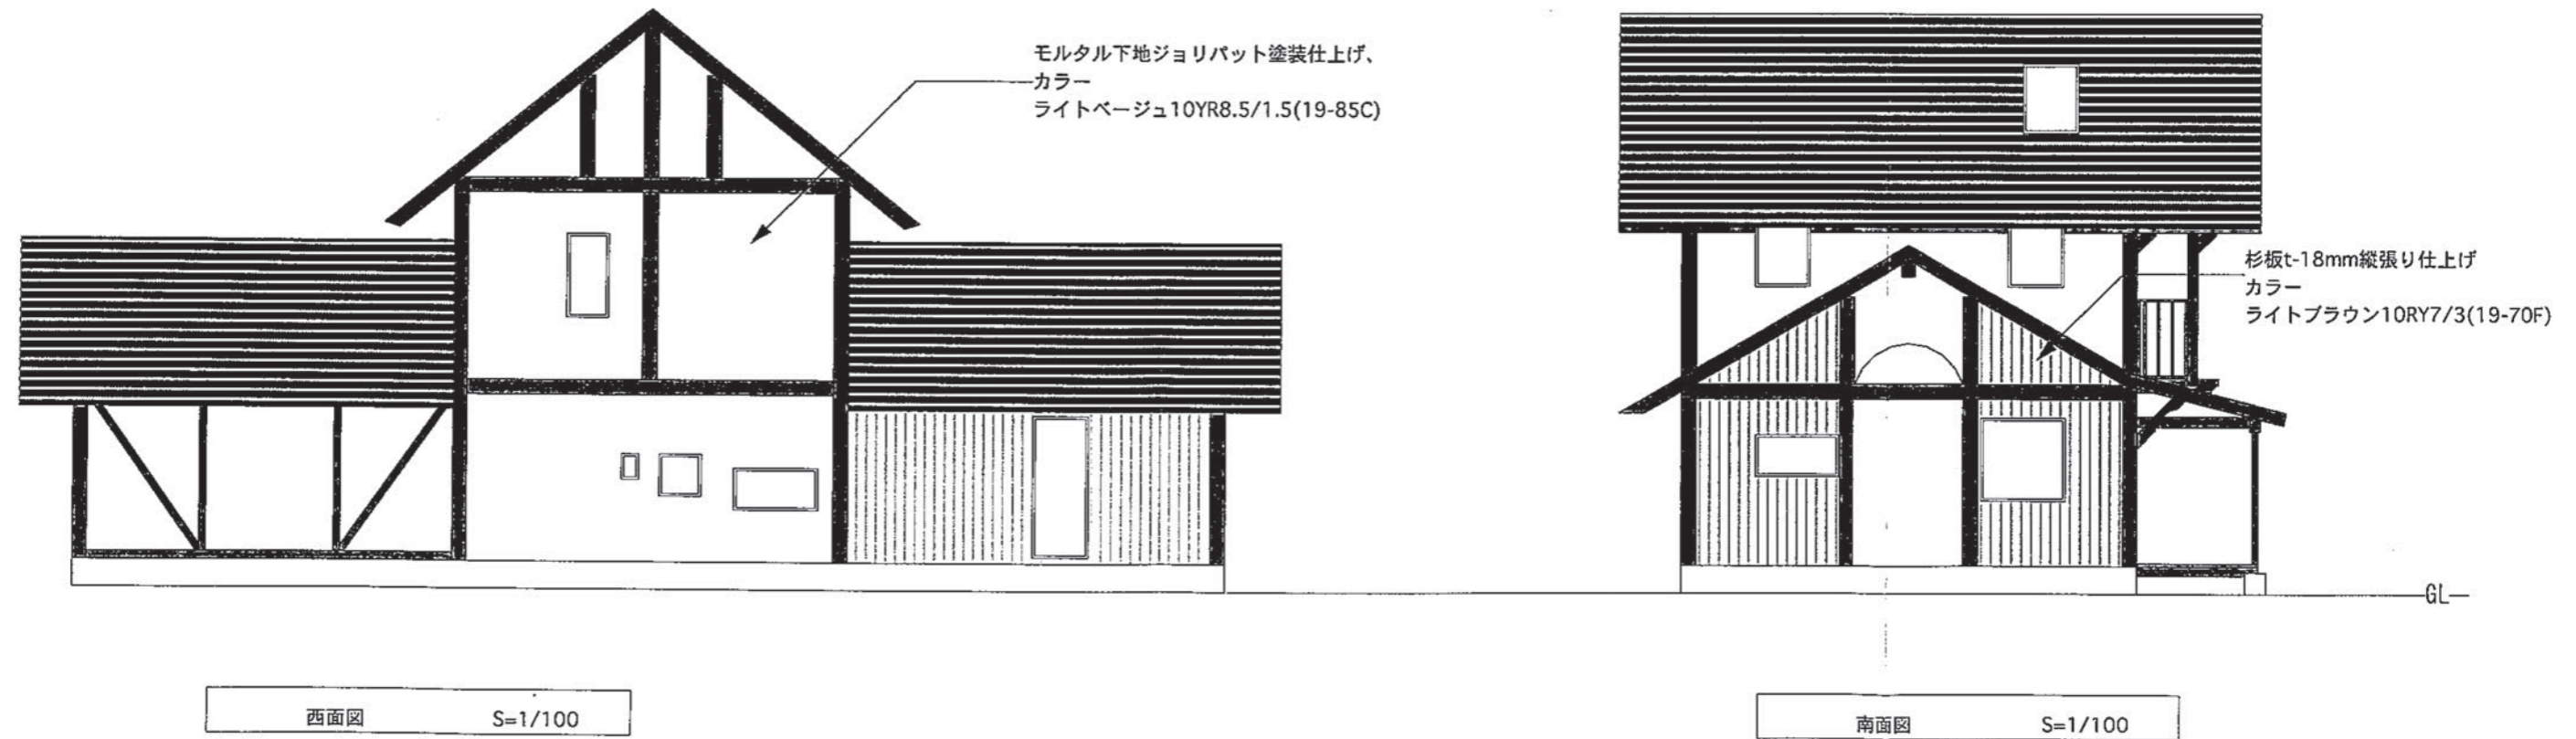 モルタル下地ジョリパット塗装仕上げ、
カラー
ライトベージュ10YR8.5/1.5(19-85C)
杉板t-18mm縦張り仕上げ
カラー
ライトブラウン10RY7/3(19-70F)
GL
西面図 S=1/100
南面図 S=1/100